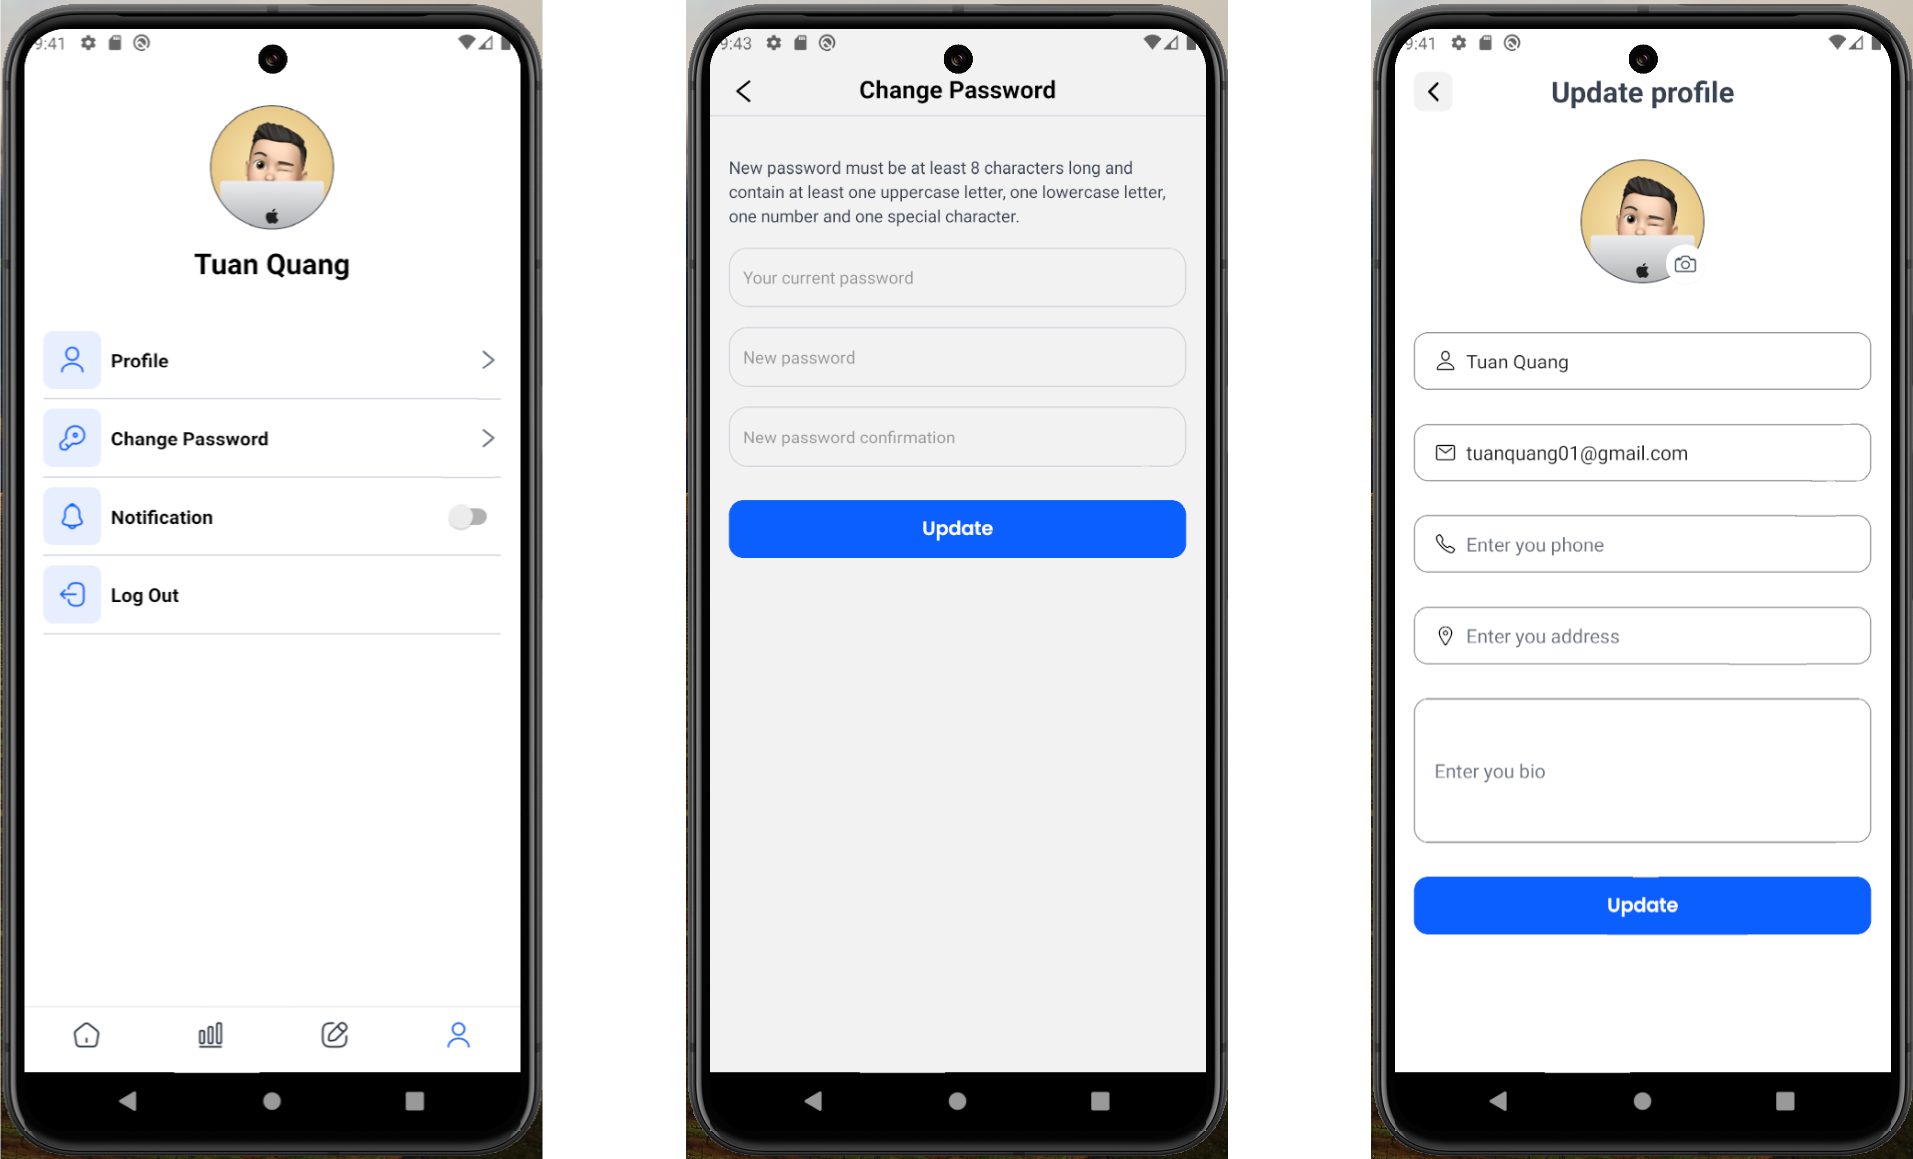 9:41
Tuan Quang
Profile
Change Password
Notification
Log Out
9:43
Change Password
New password must be at least 8 characters long and
contain at least one uppercase letter, one lowercase letter,
one number and one special character.
Your current password
New password
New password confirmation
Update
9:41
Update profile
Tuan Quang
tuanquang01@gmail.com
Enter you phone
Enter you address
Enter you bio
Update